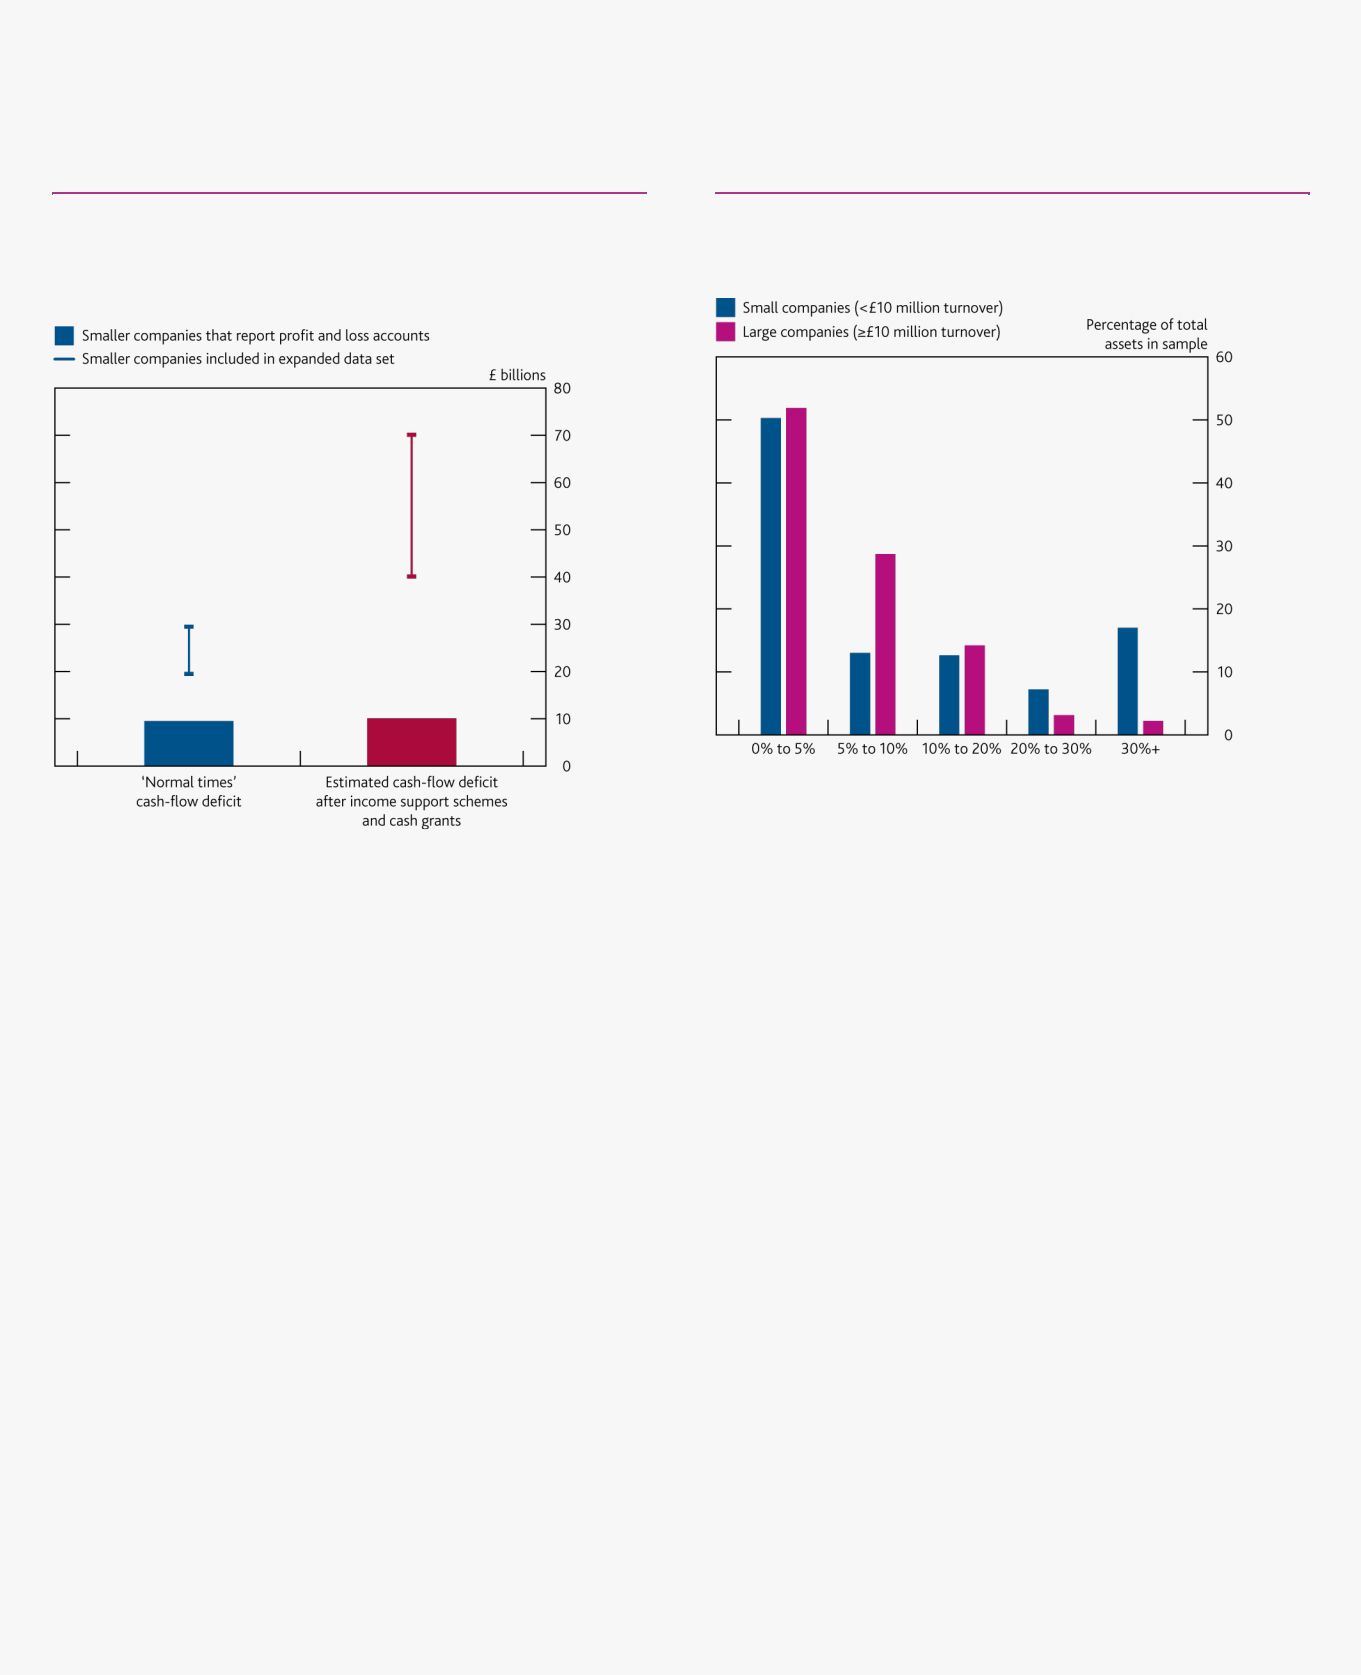 Smaller companies that report profit and loss accounts
Smaller companies included in expanded data set
£ billions
80
70
60
50
40
30
20
10
0
‘Normal times’
cash-flow deficit
Estimated cash-flow deficit
after income support schemes
and cash grants
Small companies (<£10 million turnover)
Large companies (≥£10 million turnover)
Percentage of total
assets in sample
60
50
40
30
20
10
0
0% to 5%
5% to 10%
10% to 20%
20% to 30%
30%+